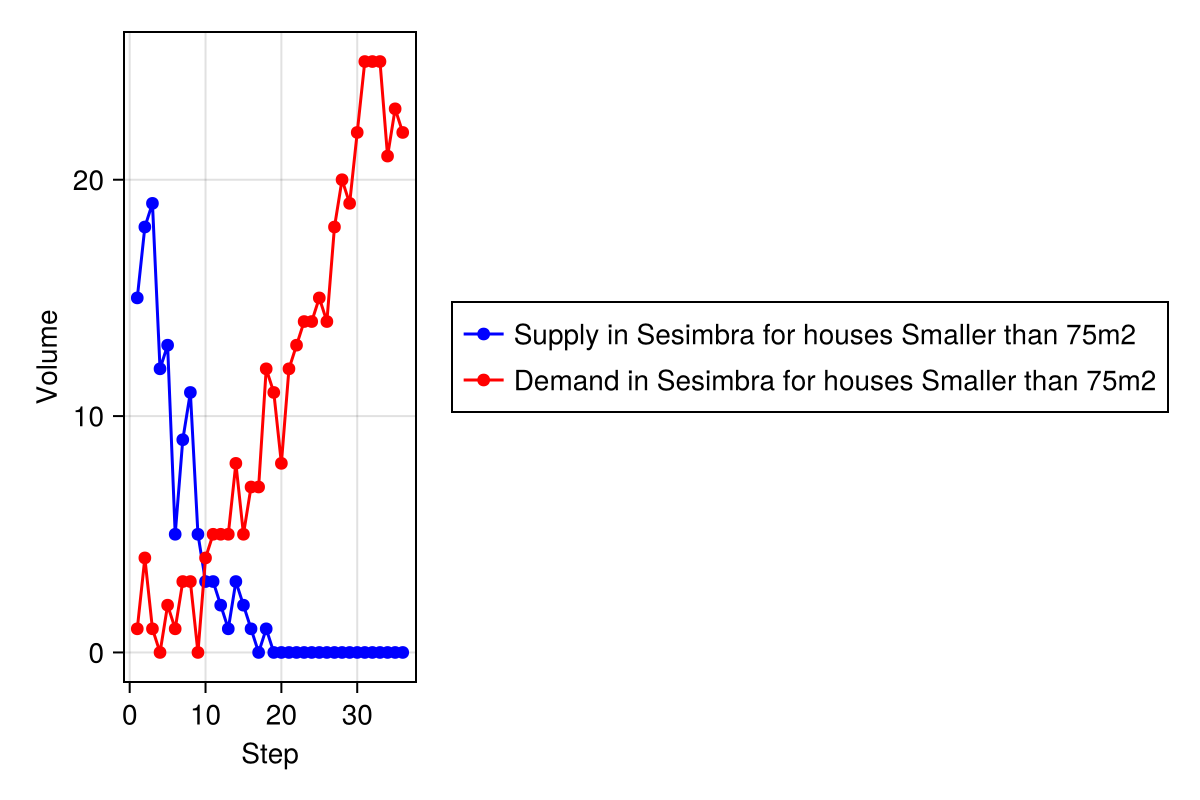 20
10
0
Volume
0 10 20 30
Step
Supply in Sesimbra for houses Smaller than 75m2
Demand in Sesimbra for houses Smaller than 75m2